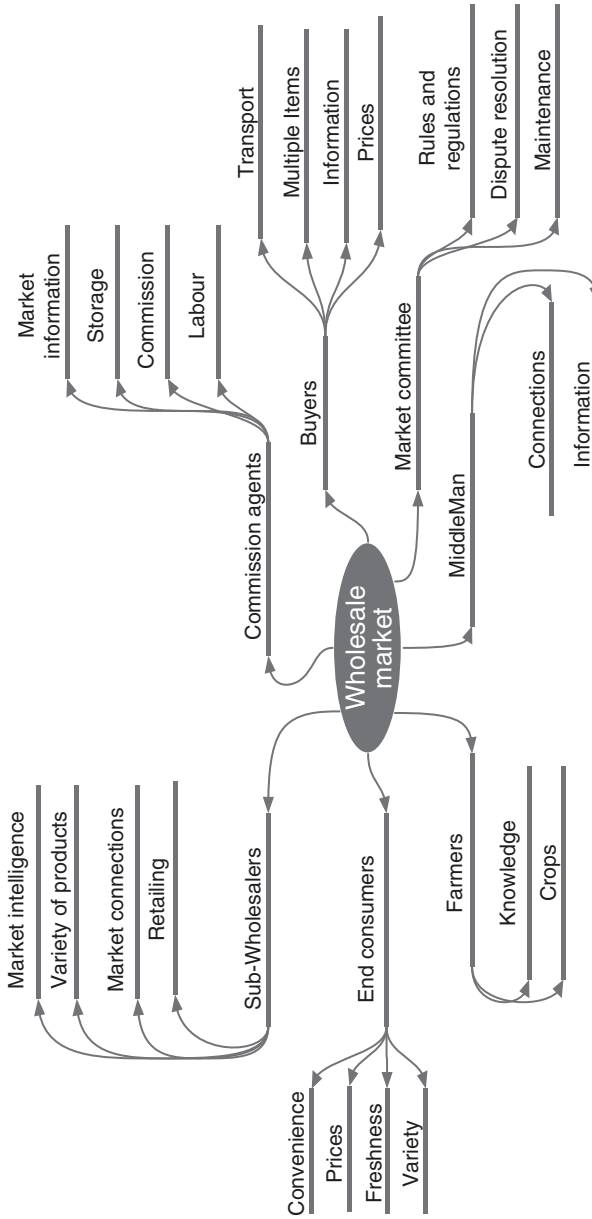 Market intelligence
Variety of products
Market connections
Retailing
Sub-Wholesalers
Convenience
Prices
Freshness
Variety
End consumers
Farmers
Knowledge
Crops
Wholesale
market
Commission agents
Market
information
Storage
Commission
Labour
Buyers
Transport
Multiple Items
Information
Prices
Market committee
Rules and
regulations
Dispute resolution
Maintenance
MiddleMan
Connections
Information